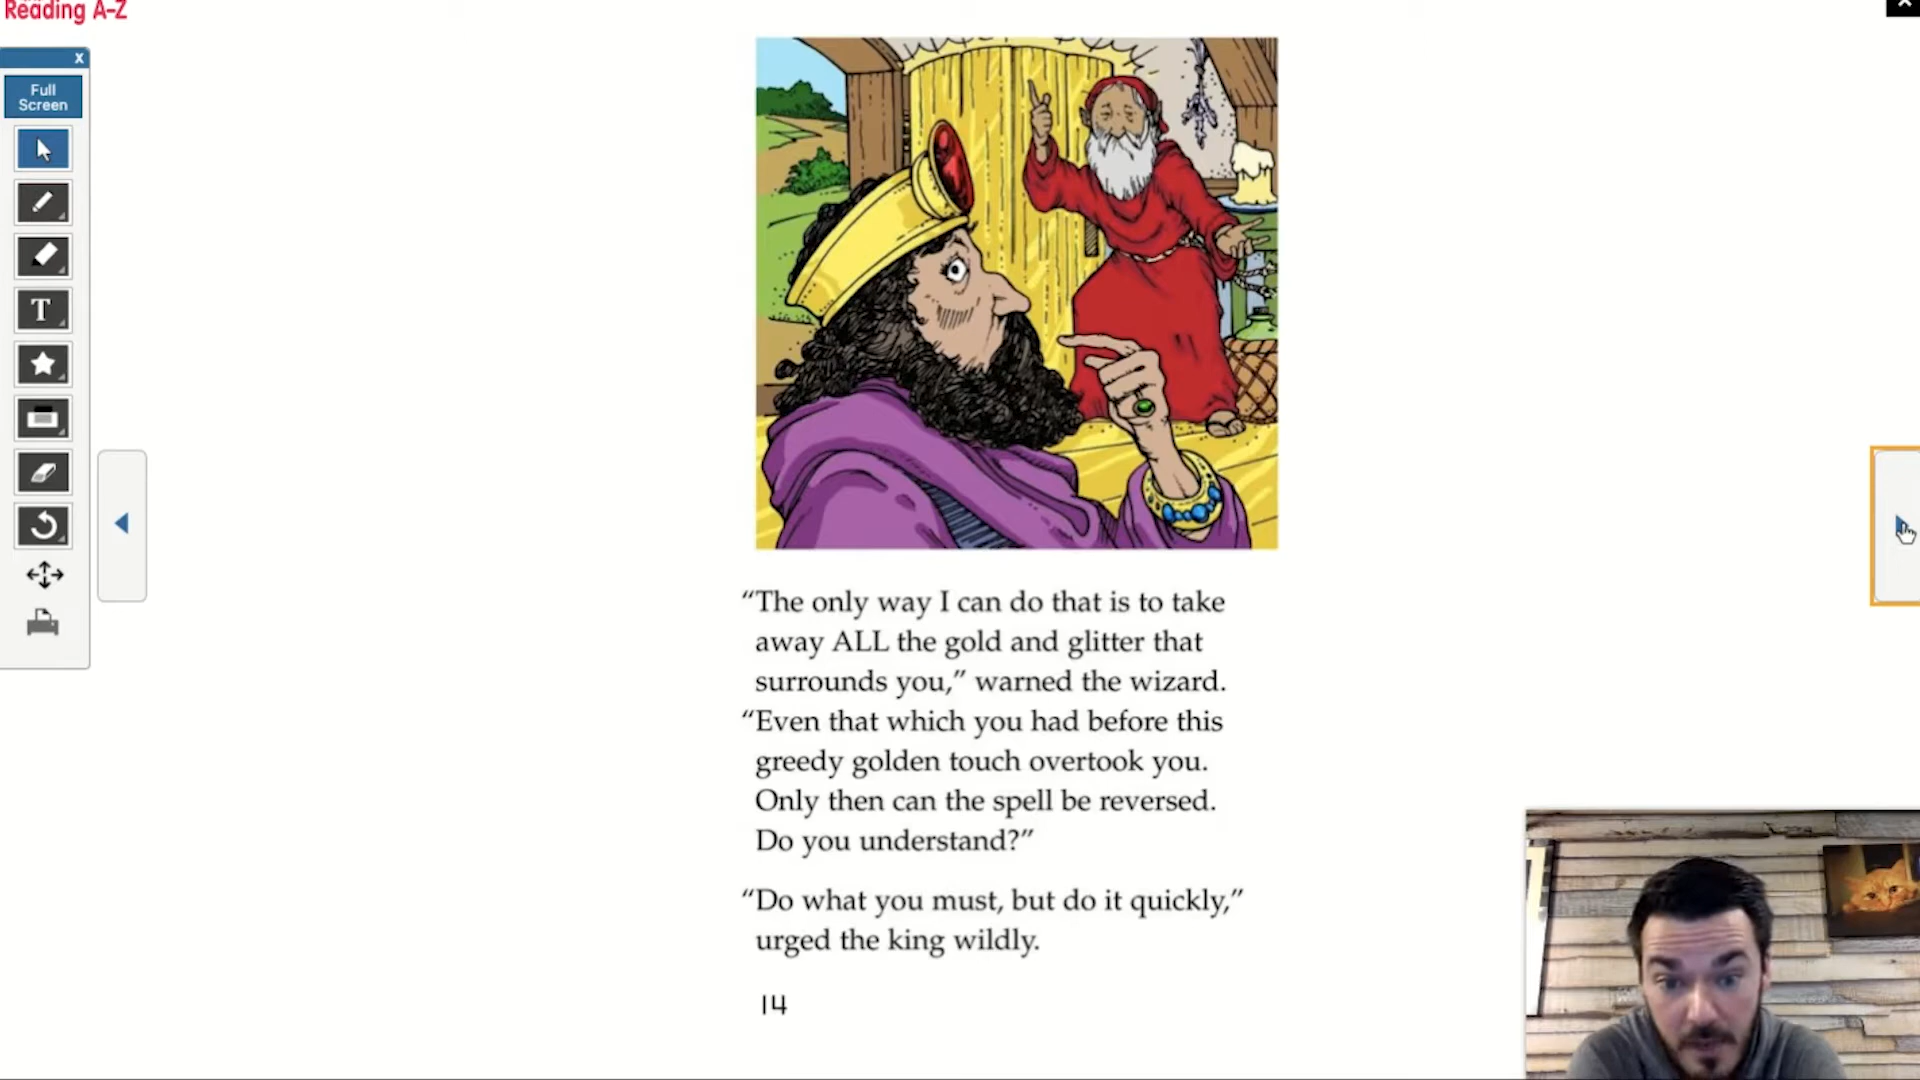 Reading A-Z
x
Full
Screen
T
“The only way I can do that is to take
away ALL the gold and glitter that
surrounds you,” warned the wizard.
“Even that which you had before this
greedy golden touch overtook you.
Only then can the spell be reversed.
Do you understand?”
“Do what you must, but do it quickly,”
urged the king wildly.
14